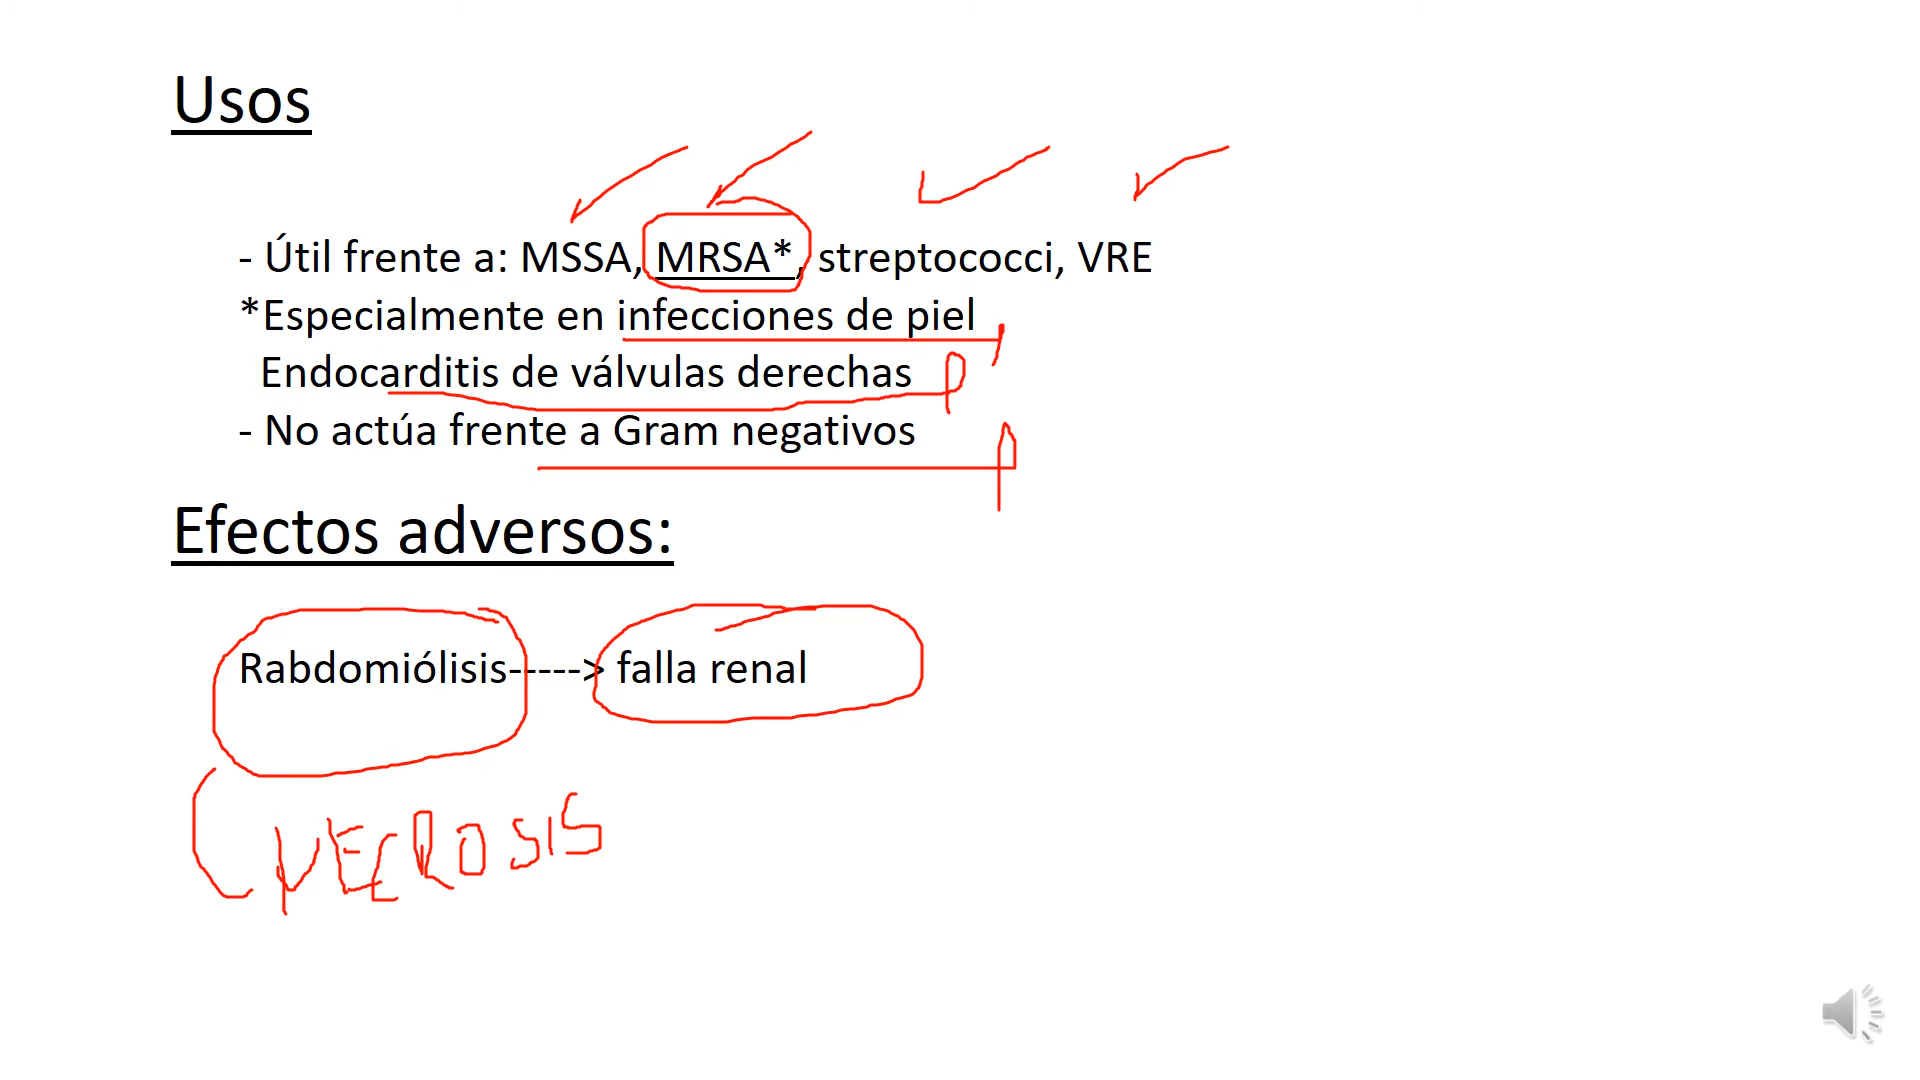 Usos
- Útil frente a: MSSA, MRSA*, streptococci, VRE
*Especialmente en infecciones de piel
Endocarditis de válvulas derechas
- No actúa frente a Gram negativos
Efectos adversos:
Rabdomiólisis-----> falla renal
NECROSIS